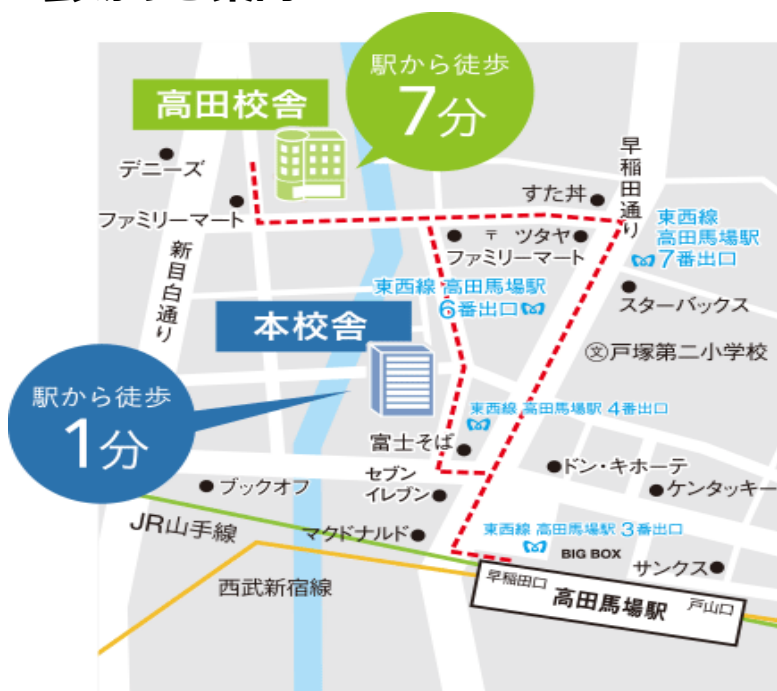 駅から徒歩
7分
高田校舎
デニーズ
ファミリーマート
すた丼
早稲田通り
東西線
高田馬場駅
7番出口
〒 ツタヤ
ファミリーマート
新目白通り
東西線 高田馬場駅
6番出口
スターバックス
本校舎
文戸塚第二小学校
駅から徒歩
1分
東西線 高田馬場駅 4番出口
富士そば
セブン
イレブン
ドン・キホーテ
ケンタッキー
ブックオフ
JR山手線
マクドナルド
東西線 高田馬場駅 3番出口
BIG BOX
サンクス
西武新宿線
早稲田口
高田馬場駅
戸山口